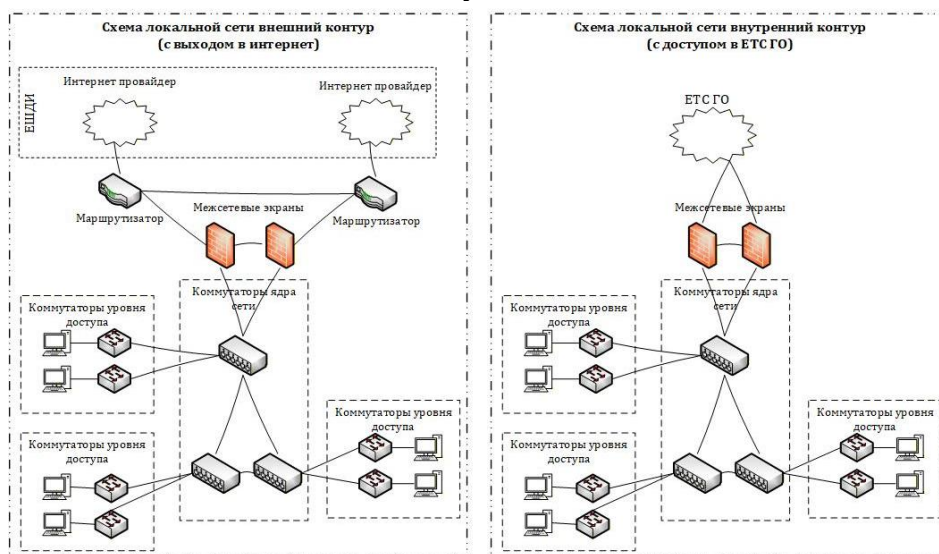 Схема локальной сети внешний контур
(с выходом в интернет)
Интернет провайдер
Интернет провайдер
ЕШДИ
Маршрутизатор
Маршрутизатор
Межсетевые экраны
Коммутаторы ядра
сети
Коммутаторы уровня
доступа
Коммутаторы уровня
доступа
Коммутаторы уровня
доступа
Схема локальной сети внутренний контур
(с доступом в ЕТС ГО)
ЕТС ГО
Межсетевые экраны
Коммутаторы ядра
сети
Коммутаторы уровня
доступа
Коммутаторы уровня
доступа
Коммутаторы уровня
доступа